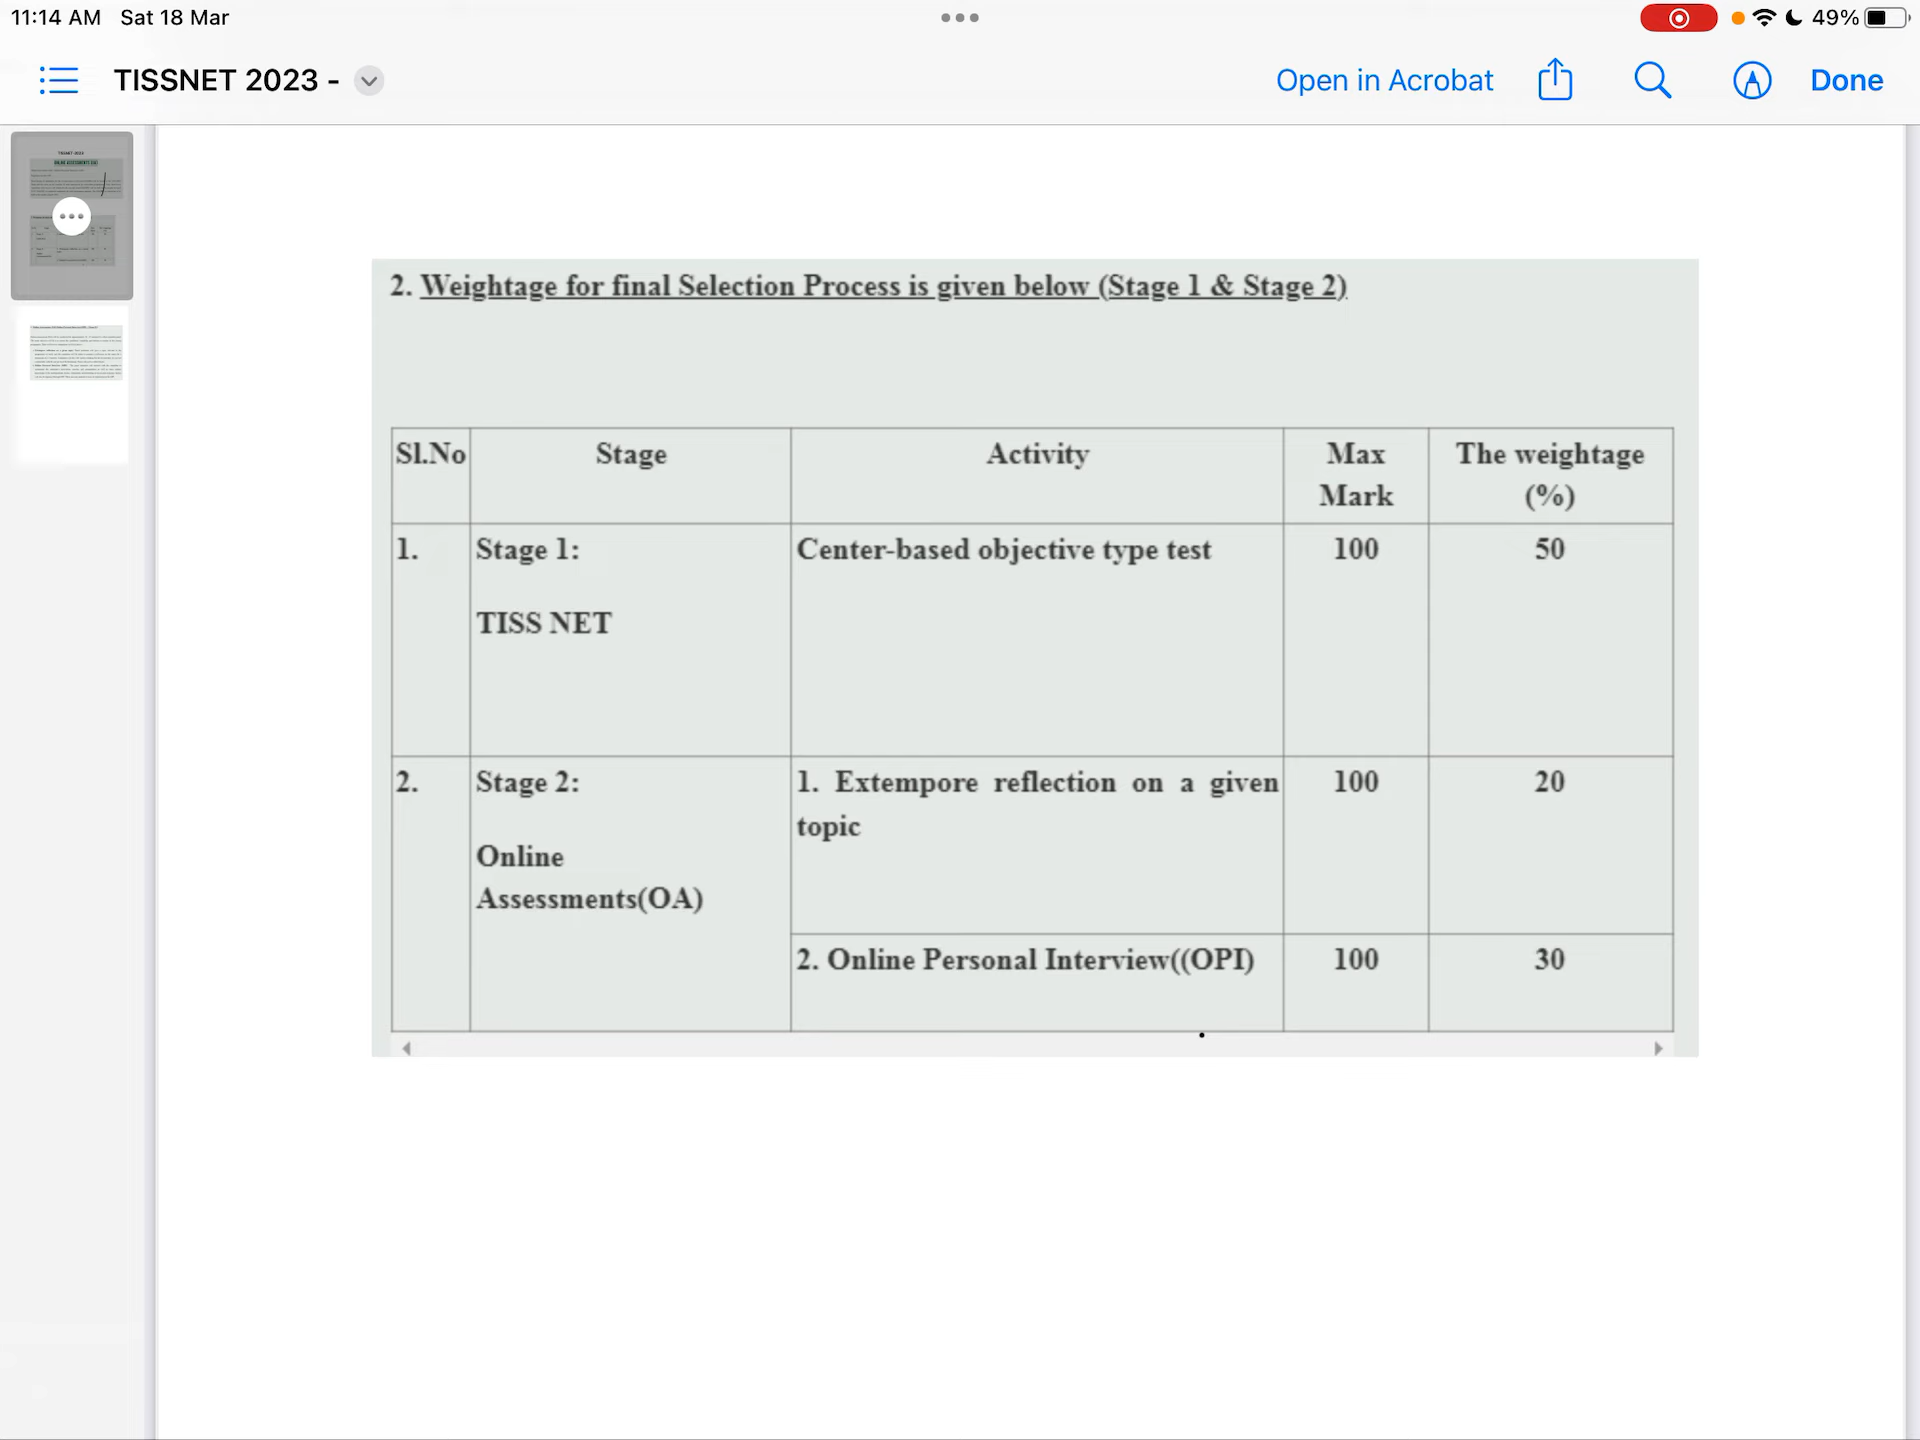 11:14 AM Sat 18 Mar
49%
TISSNET 2023 -
Open in Acrobat
Done
TISSNET 2023
2. Weightage for final Selection Process is given below (Stage 1 & Stage 2)
Sl.No Stage Activity Max Mark The weightage (%)
1. Stage 1: Center-based objective type test 100 50
TISS NET
2. Stage 2: 1. Extempore reflection on a given 100 20
topic
Online
Assessments(OA)
2. Online Personal Interview((OPI) 100 30